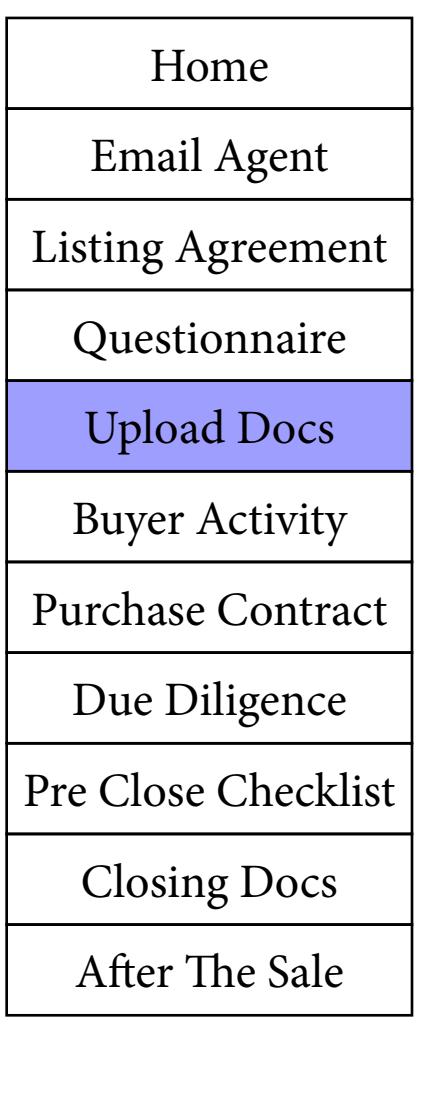 Home
Email Agent
Listing Agreement
Questionnaire
Upload Docs
Buyer Activity
Purchase Contract
Due Diligence
Pre Close Checklist
Closing Docs
After The Sale